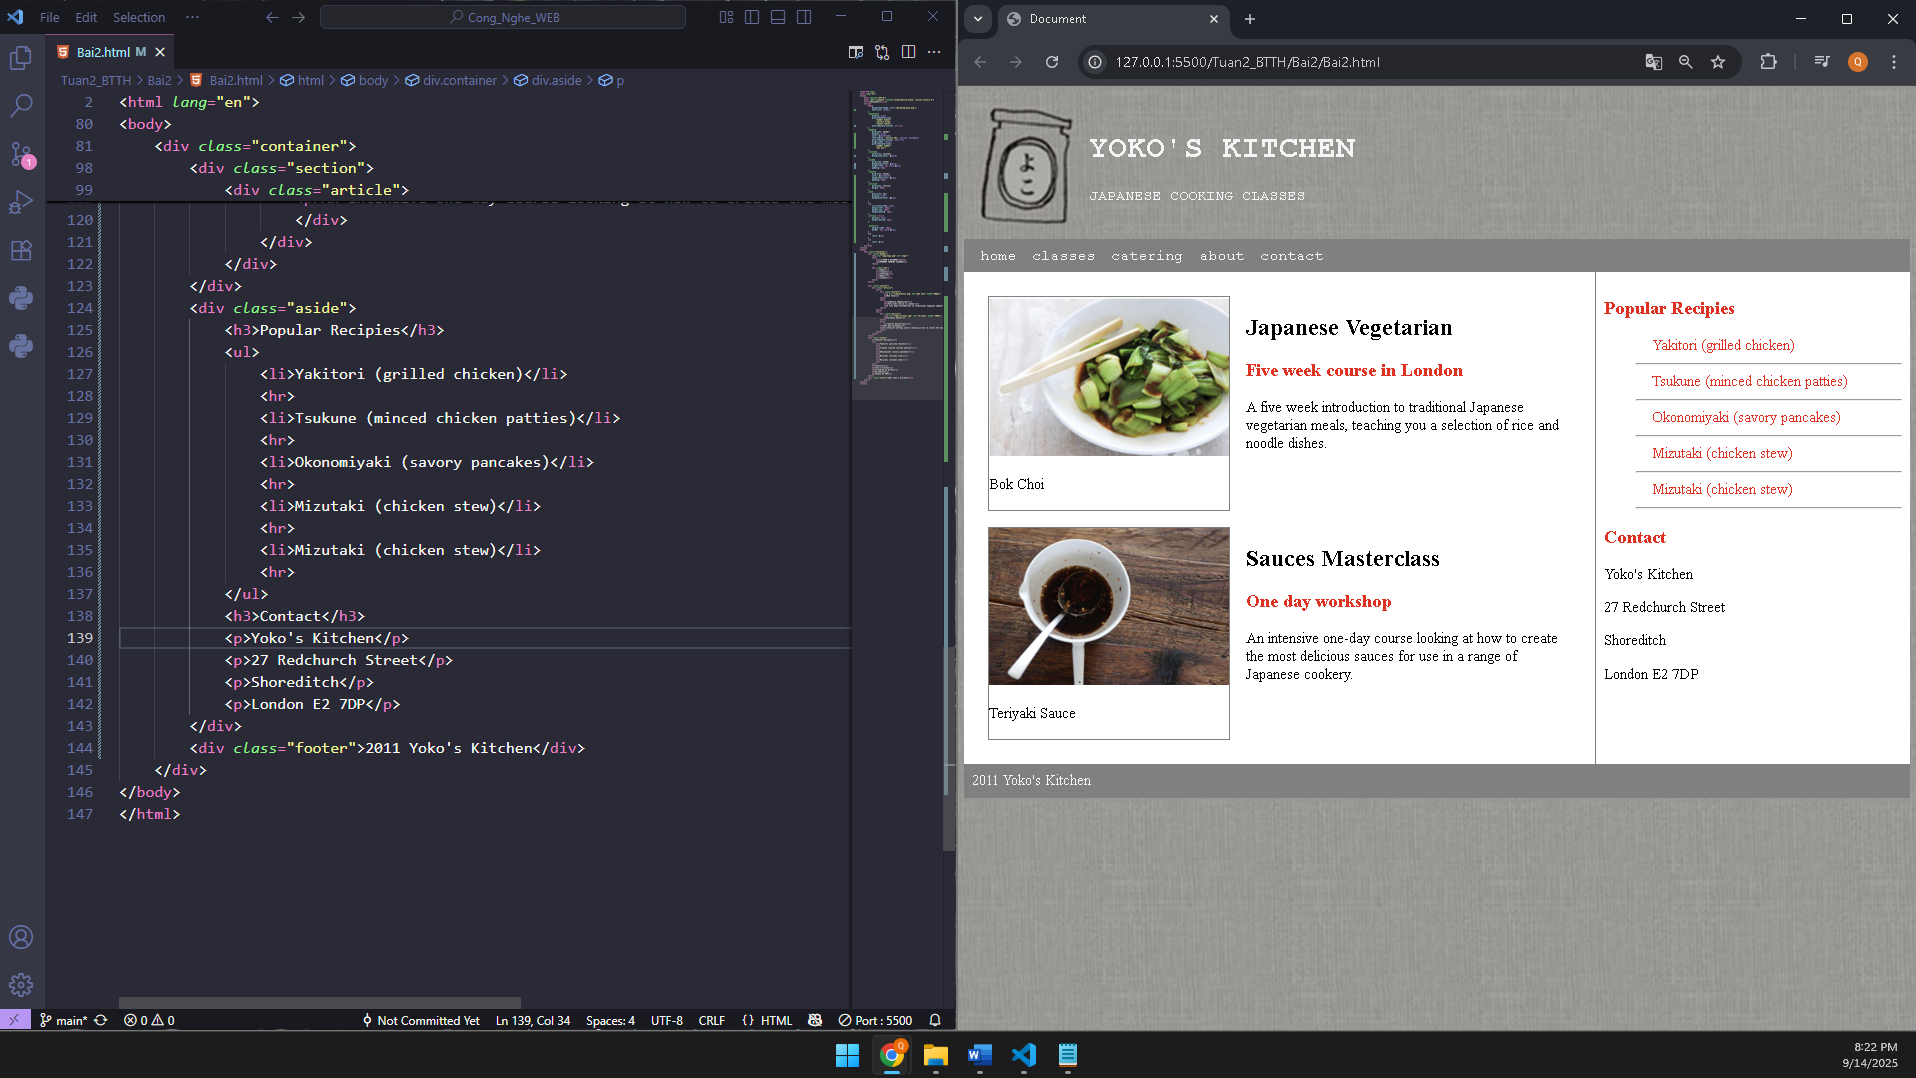 File Edit Selection ···
Cong_Nghe_WEB
Bai2.html M
Tuan2_BTTH > Bai2 > Bai2.html > html > body > div.container > div.aside > p
2 <html lang="en">
80 <body>
81 <div class="container">
98 <div class="section">
99 <div class="article">
120 </div>
121 </div>
122 </div>
123 </div>
124 <div class="aside">
125 <h3>Popular Recipies</h3>
126 <ul>
127 <li>Yakitori (grilled chicken)</li>
128 <hr>
129 <li>Tsukune (minced chicken patties)</li>
130 <hr>
131 <li>Okonomiyaki (savory pancakes)</li>
132 <hr>
133 <li>Mizutaki (chicken stew)</li>
134 <hr>
135 <li>Mizutaki (chicken stew)</li>
136 <hr>
137 </ul>
138 <h3>Contact</h3>
139 <p>Yoko's Kitchen</p>
140 <p>27 Redchurch Street</p>
141 <p>Shoreditch</p>
142 <p>London E2 7DP</p>
143 </div>
144 <div class="footer">2011 Yoko's Kitchen</div>
145 </div>
146 </body>
147 </html>
1
main* 0 0 Not Committed Yet Ln 139, Col 34 Spaces: 4 UTF-8 CRLF {} HTML Port : 5500
Document
127.0.0.1:5500/Tuan2_BTTH/Bai2/Bai2.html
Q
よこ
YOKO'S KITCHEN
JAPANESE COOKING CLASSES
home classes catering about contact
Bok Choi
Japanese Vegetarian
Five week course in London
A five week introduction to traditional Japanese
vegetarian meals, teaching you a selection of rice and
noodle dishes.
Teriyaki Sauce
Sauces Masterclass
One day workshop
An intensive one-day course looking at how to create
the most delicious sauces for use in a range of
Japanese cookery.
Popular Recipies
Yakitori (grilled chicken)
Tsukune (minced chicken patties)
Okonomiyaki (savory pancakes)
Mizutaki (chicken stew)
Mizutaki (chicken stew)
Contact
Yoko's Kitchen
27 Redchurch Street
Shoreditch
London E2 7DP
2011 Yoko's Kitchen
Q
8:22 PM
9/14/2025